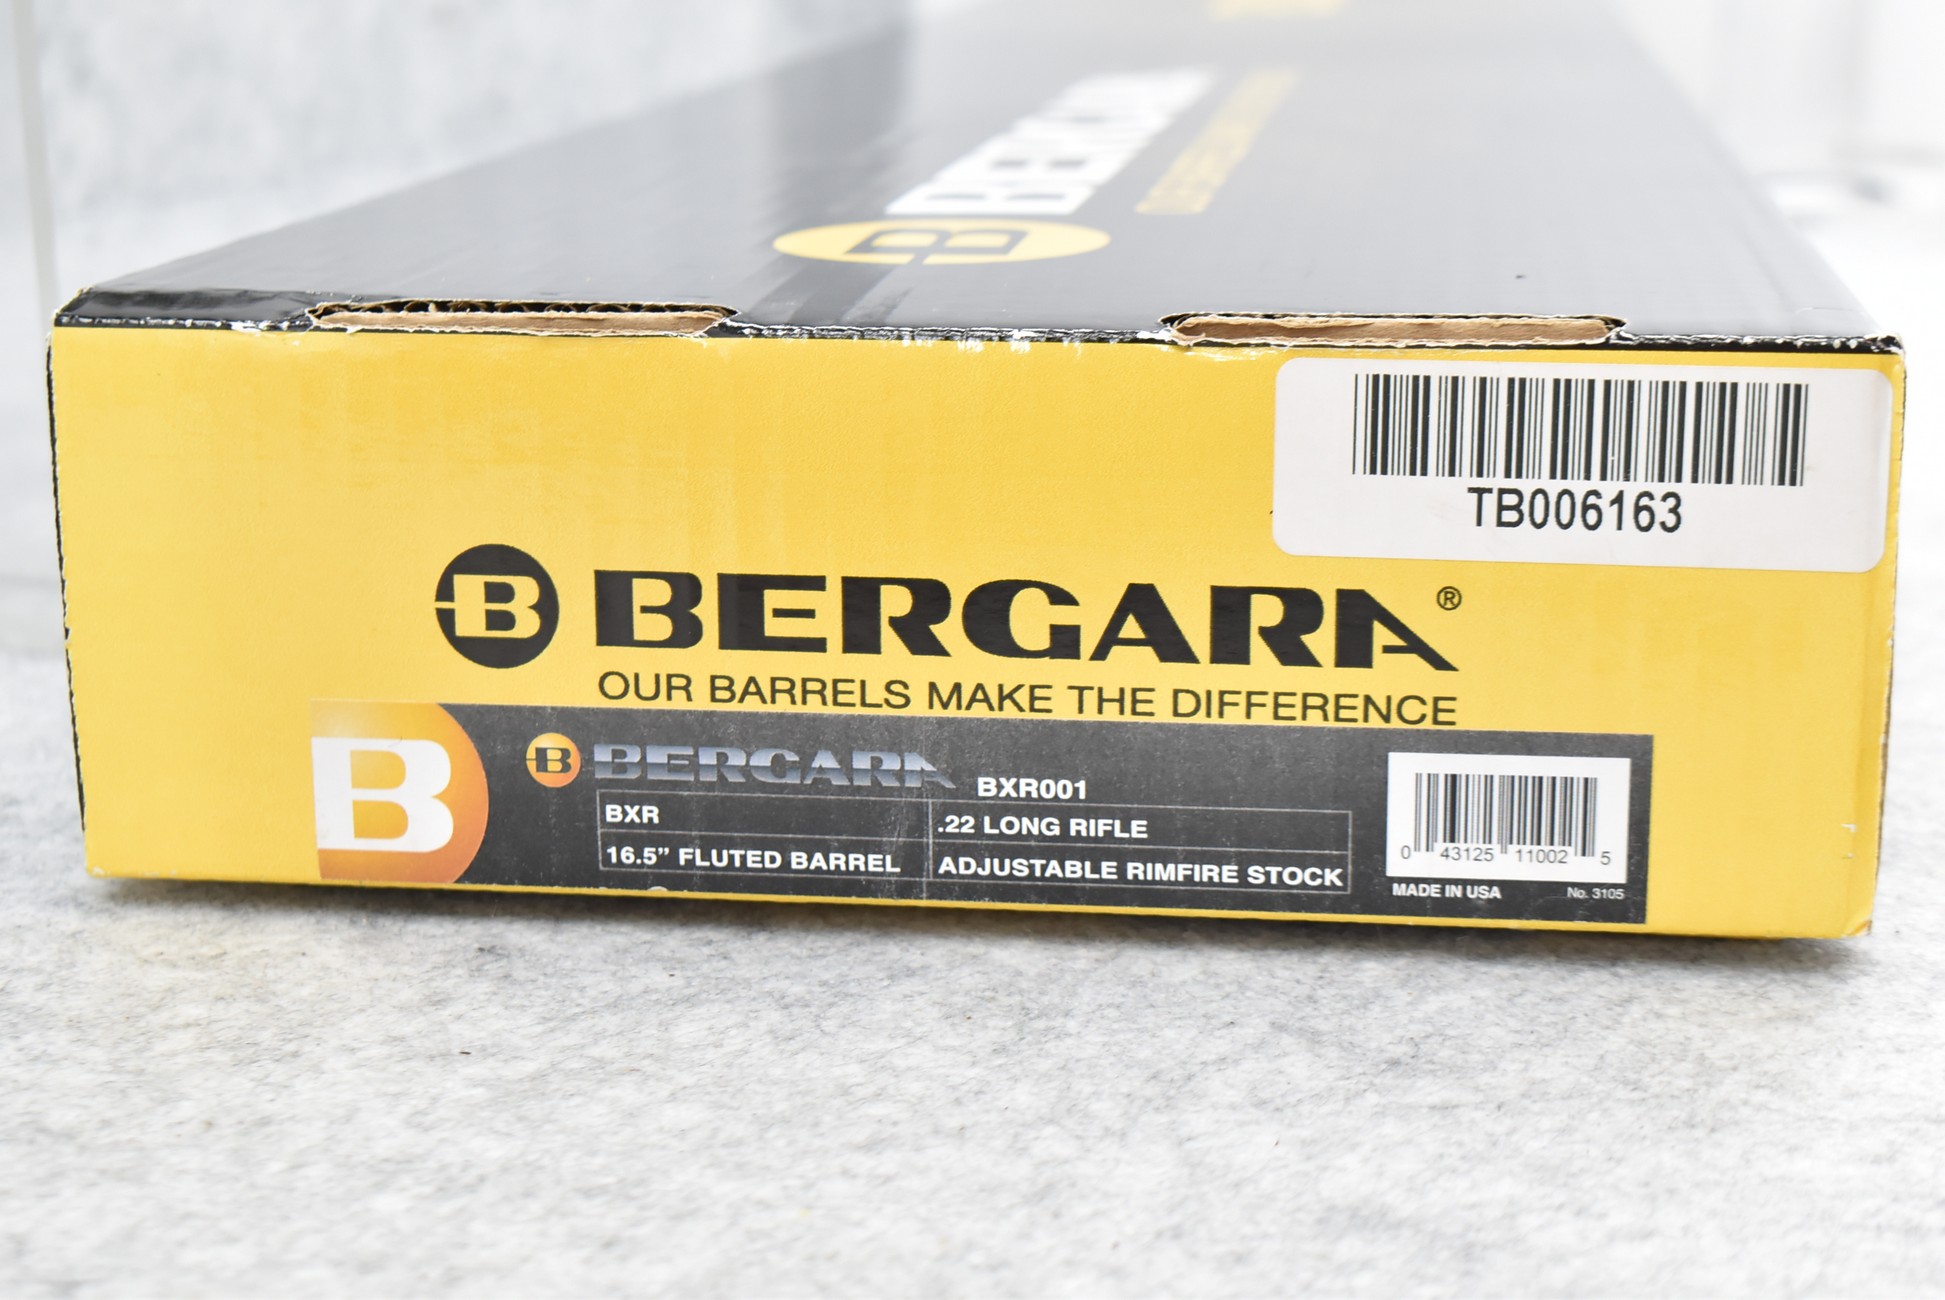 TB006163
B BERGARA®
OUR BARRELS MAKE THE DIFFERENCE
B
B BERGARA BXR001
BXR .22 LONG RIFLE
16.5” FLUTED BARREL ADJUSTABLE RIMFIRE STOCK
0 43125 11002 5
MADE IN USA No. 3105
B